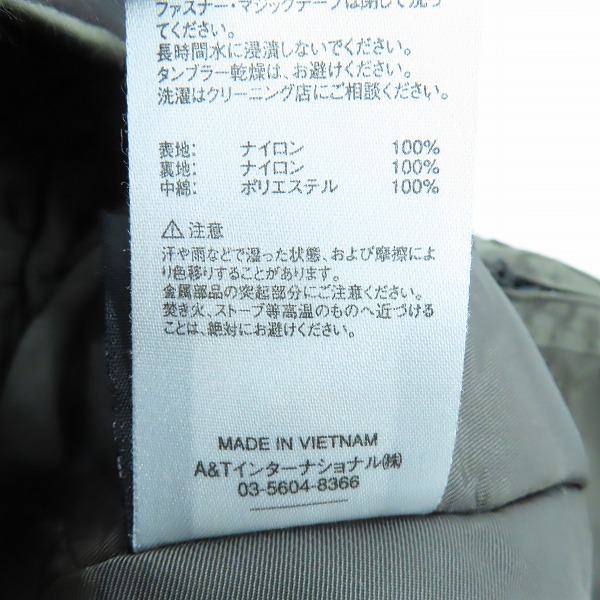 ファスナー・マジックテープは閉じて洗っ
てください。
長時間水に浸漬しないでください。
タンブラー乾燥は、お避けください。
洗濯はクリーニング店にご相談ください。
表地: ナイロン 100%
裏地: ナイロン 100%
中綿: ポリエステル 100%
⚠注意
汗や雨などで湿った状態、および摩擦によ
り色移りすることがあります。
金属部品の突起部分にご注意ください。
焚き火、ストーブ等高温のものへ近づける
ことは、絶対にお避けください。
MADE IN VIETNAM
A&Tインターナショナル(株)
03-5604-8366